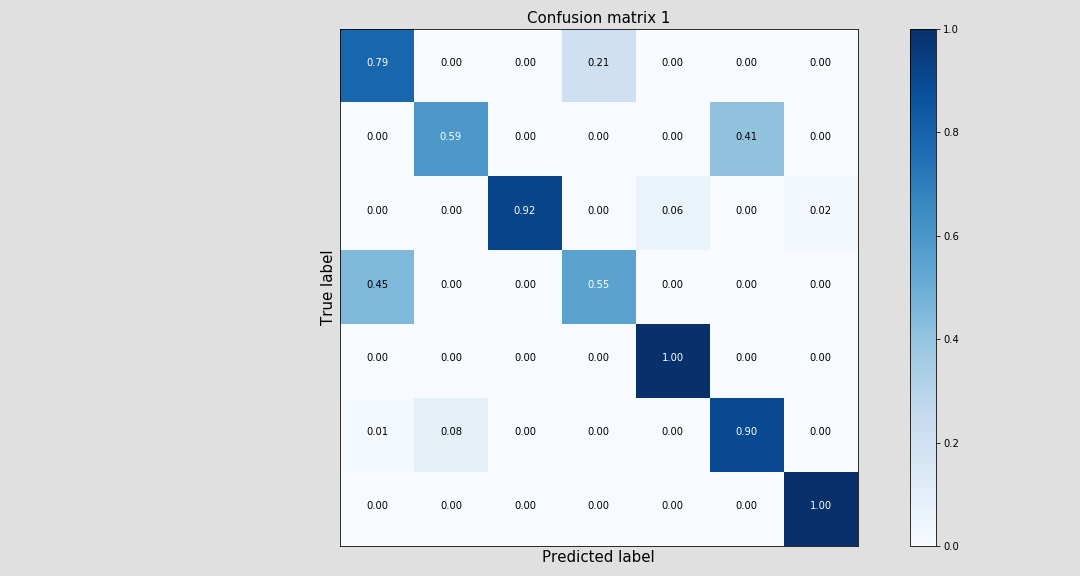 Confusion matrix 1
True label
0.79 0.00 0.00 0.21 0.00 0.00 0.00
0.00 0.59 0.00 0.00 0.00 0.41 0.00
0.00 0.00 0.92 0.00 0.06 0.00 0.02
0.45 0.00 0.00 0.55 0.00 0.00 0.00
0.00 0.00 0.00 0.00 1.00 0.00 0.00
0.01 0.08 0.00 0.00 0.00 0.90 0.00
0.00 0.00 0.00 0.00 0.00 0.00 1.00
Predicted label
1.0
0.8
0.6
0.4
0.2
0.0